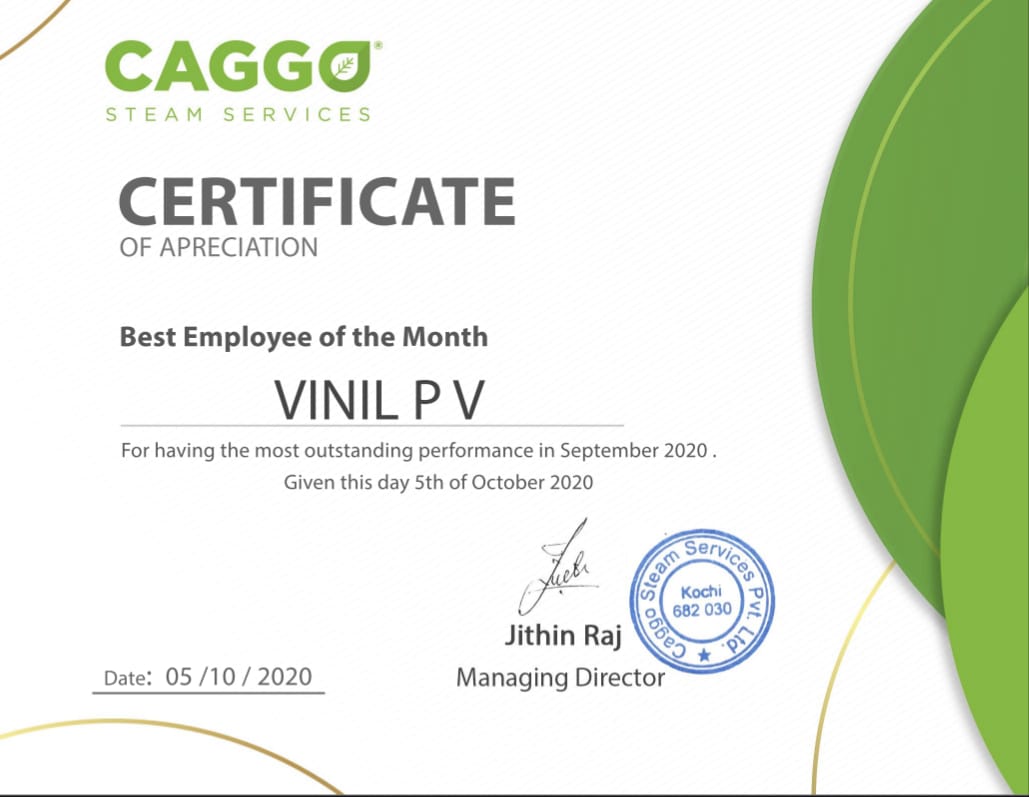 CAGGO®
STEAM SERVICES
CERTIFICATE
OF APRECIATION
Best Employee of the Month
VINIL P V
For having the most outstanding performance in September 2020 .
Given this day 5th of October 2020
Caggo Steam Services Pvt. Ltd. ★
Kochi
682 030
Jithin Raj
Managing Director
Date: 05 /10 / 2020